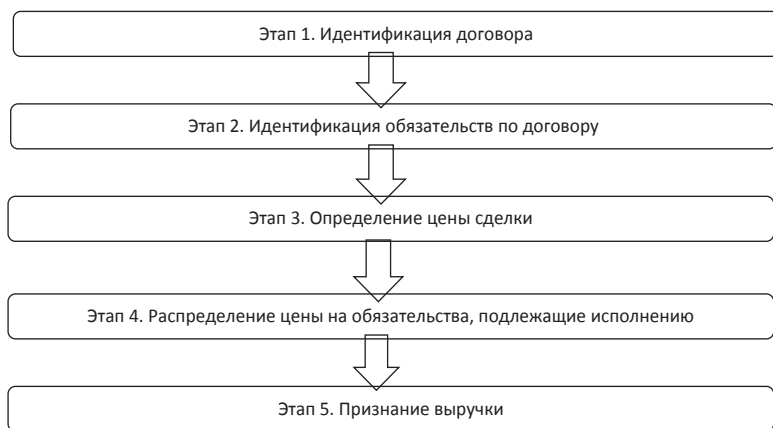 Этап 1. Идентификация договора
Этап 2. Идентификация обязательств по договору
Этап 3. Определение цены сделки
Этап 4. Распределение цены на обязательства, подлежащие исполнению
Этап 5. Признание выручки